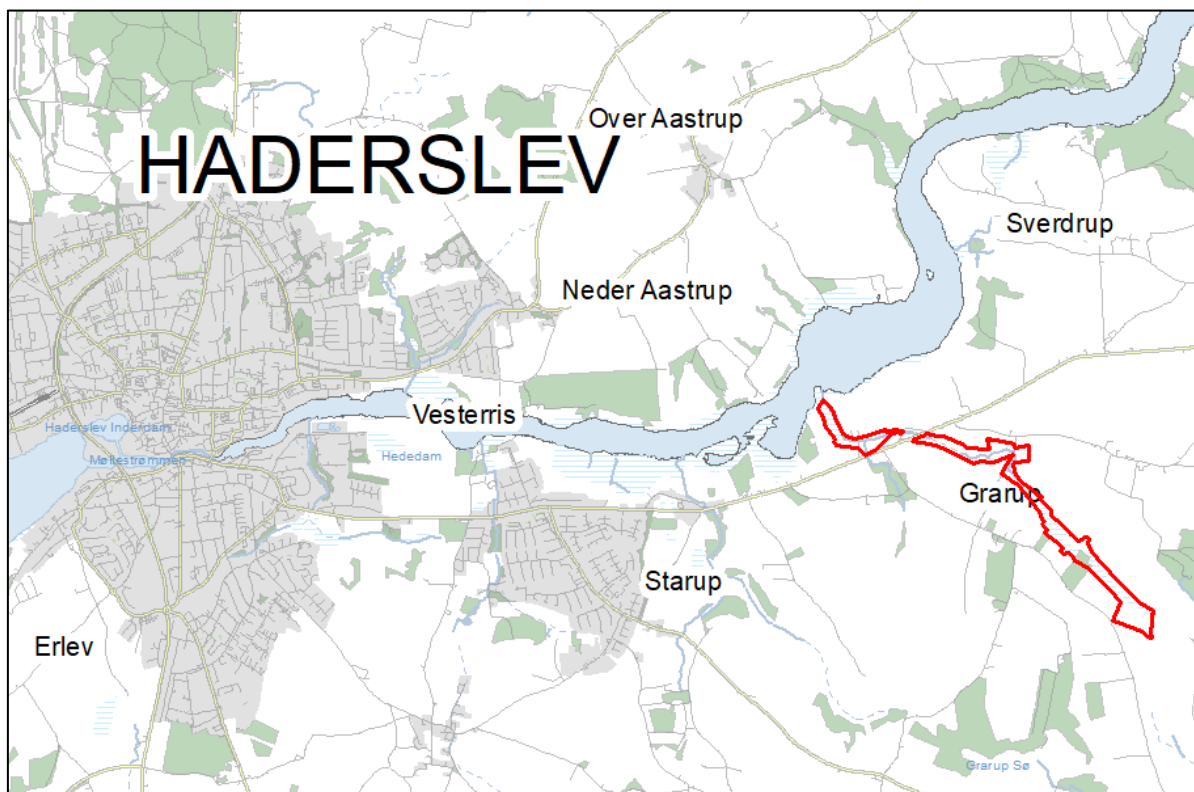 Over Aastrup
HADERSLEV
Sverdrup
Neder Aastrup
Vesterris
Haderslev Inderdam
Hededam
Møllestrømmen
Grarup
Starup
Erlev
Grarup Sø